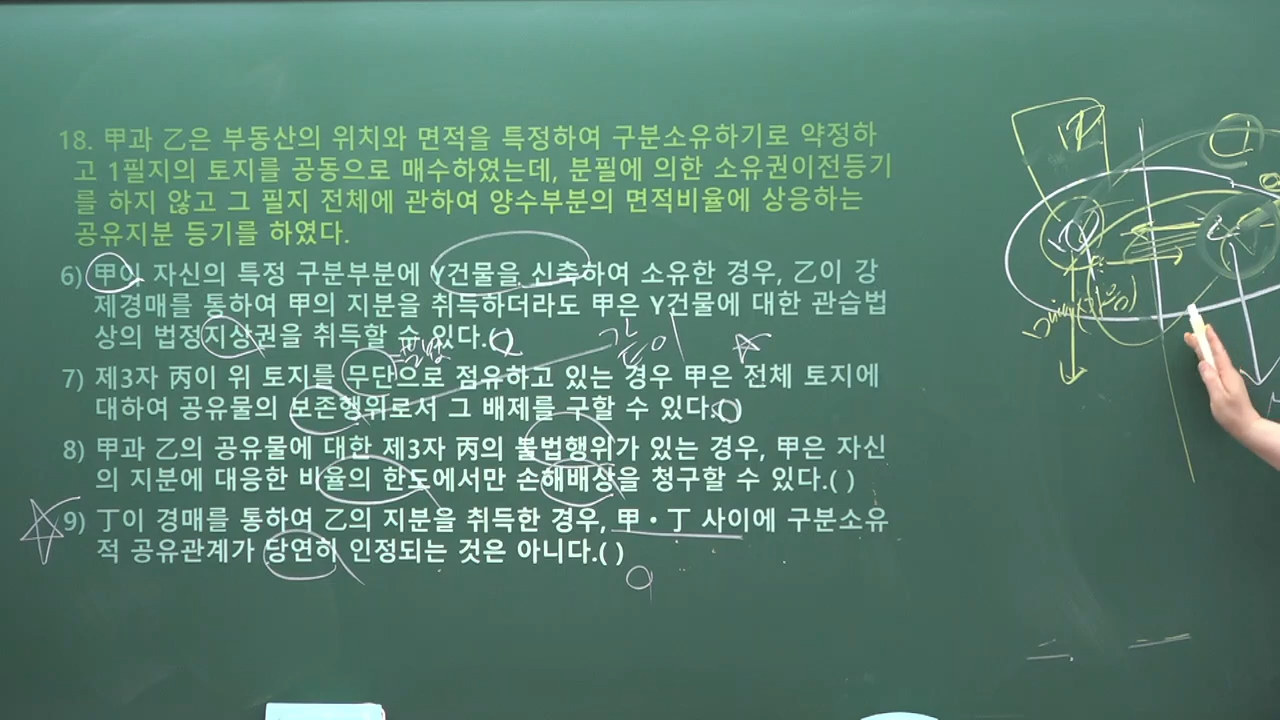 18. 甲과 乙은 부동산의 위치와 면적을 특정하여 구분소유하기로 약정하
고 1필지의 토지를 공동으로 매수하였는데, 분필에 의한 소유권이전등기
를 하지 않고 그 필지 전체에 관하여 양수부분의 면적비율에 상응하는
공유지분 등기를 하였다.
6) 甲이 자신의 특정 구분부분에 Y건물을 신축하여 소유한 경우, 乙이 강
제경매를 통하여 甲의 지분을 취득하더라도 甲은 Y건물에 대한 관습법
상의 법정지상권을 취득할 수 있다.( )
같이
7) 제3자 丙이 위 토지를 무단으로 점유하고 있는 경우 甲은 전체 토지에
대하여 공유물의 보존행위로서 그 배제를 구할 수 있다.( )
8) 甲과 乙의 공유물에 대한 제3자 丙의 불법행위가 있는 경우, 甲은 자신
의 지분에 대응한 비율의 한도에서만 손해배상을 청구할 수 있다.( )
9) 丁이 경매를 통하여 乙의 지분을 취득한 경우, 甲・丁 사이에 구분소유
적 공유관계가 당연히 인정되는 것은 아니다.( )